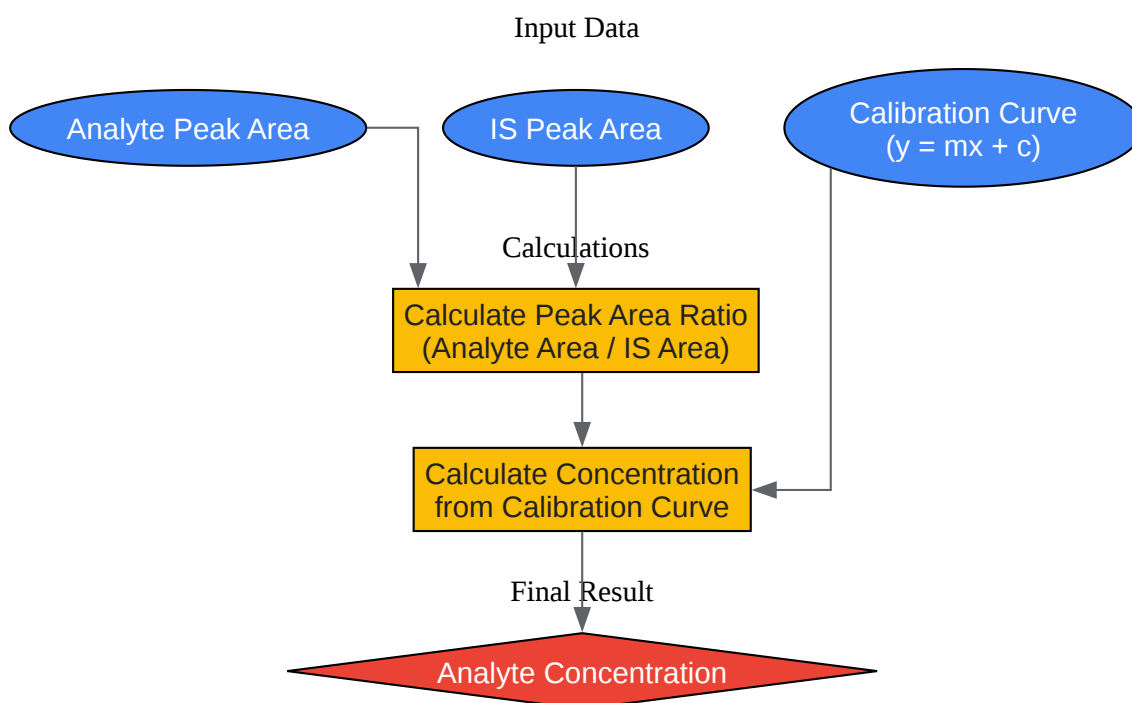 Input Data
Analyte Peak Area
IS Peak Area
Calibration Curve
(y = mx + c)
Calculations
Calculate Peak Area Ratio
(Analyte Area / IS Area)
Calculate Concentration
from Calibration Curve
Final Result
Analyte Concentration